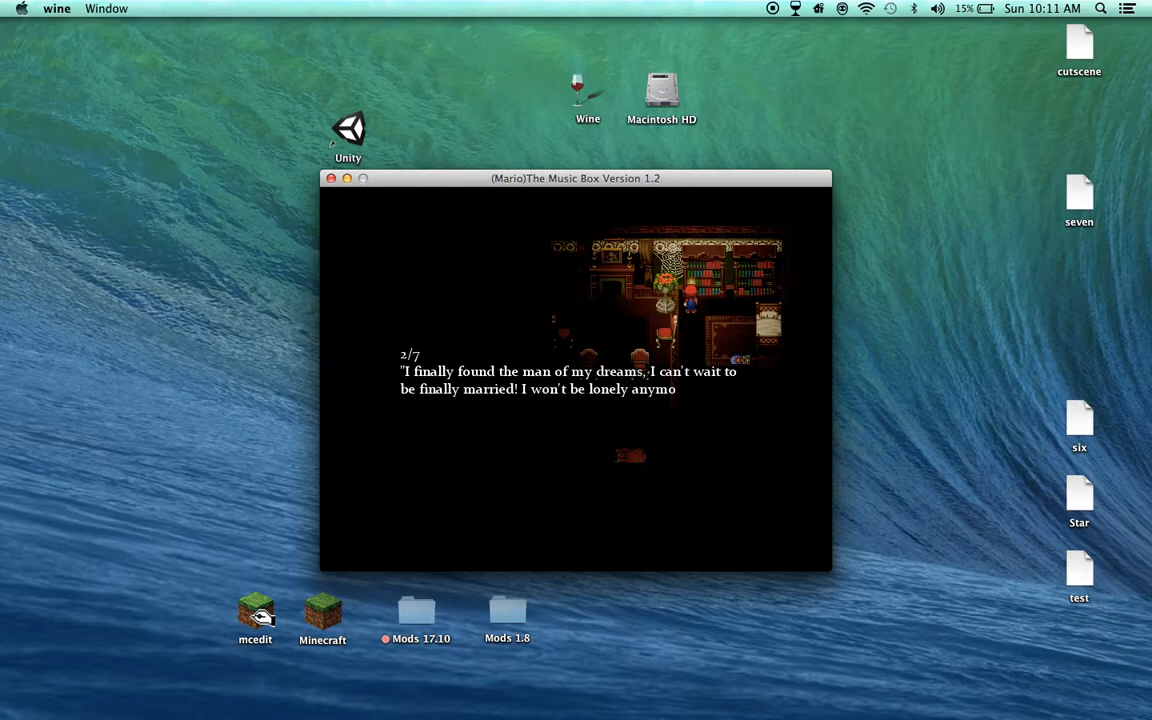 wine Window 15% Sun 10:11 AM
cutscene
Wine
Macintosh HD
Unity
(Mario)The Music Box Version 1.2
seven
2/7
"I finally found the man of my dreams, I can't wait to
be finally married! I won't be lonely anymo
six
Star
test
mcedit
Minecraft
Mods 17.10
Mods 1.8